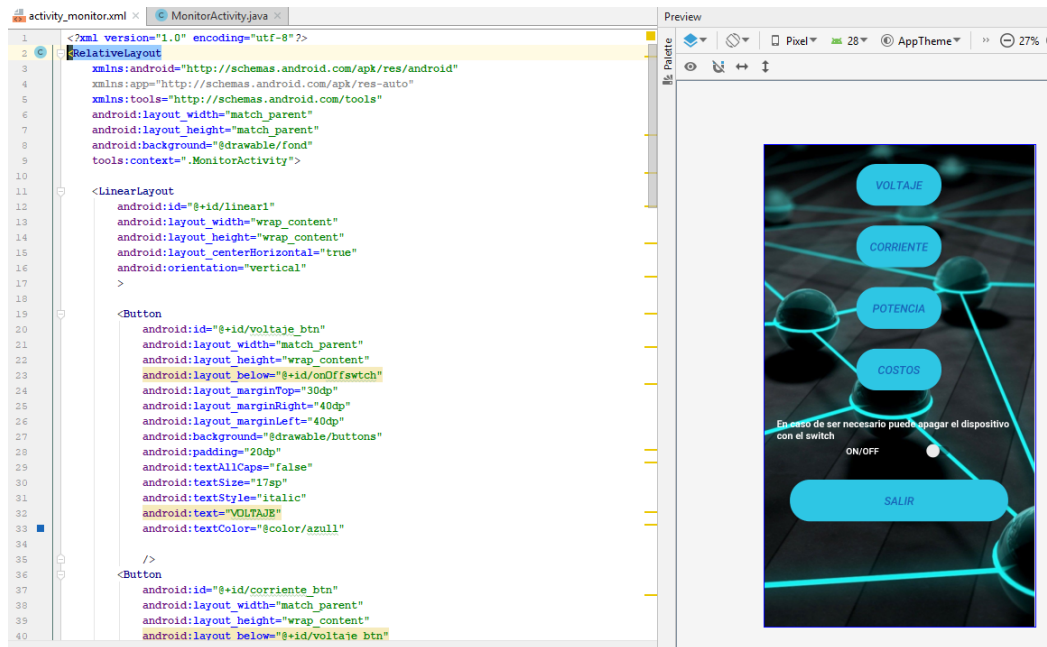 activity_monitor.xml
MonitorActivity.java
1 <?xml version="1.0" encoding="utf-8"?>
2 <RelativeLayout
3 xmlns:android="http://schemas.android.com/apk/res/android"
4 xmlns:app="http://schemas.android.com/apk/res-auto"
5 xmlns:tools="http://schemas.android.com/tools"
6 android:layout_width="match_parent"
7 android:layout_height="match_parent"
8 android:background="@drawable/fond"
9 tools:context=".MonitorActivity">
10
11 <LinearLayout
12 android:id="@+id/linear1"
13 android:layout_width="wrap_content"
14 android:layout_height="wrap_content"
15 android:layout_centerHorizontal="true"
16 android:orientation="vertical"
17 >
18
19 <Button
20 android:id="@+id/voltaje_btn"
21 android:layout_width="match_parent"
22 android:layout_height="wrap_content"
23 android:layout_below="@+id/onOffswtch"
24 android:layout_marginTop="30dp"
25 android:layout_marginRight="40dp"
26 android:layout_marginLeft="40dp"
27 android:background="@drawable/buttons"
28 android:padding="20dp"
29 android:textAllCaps="false"
30 android:textSize="17sp"
31 android:textStyle="italic"
32 android:text="VOLTAJE"
33 android:textColor="@color/azull"
34
35 />
36 <Button
37 android:id="@+id/corriente_btn"
38 android:layout_width="match_parent"
39 android:layout_height="wrap_content"
40 android:layout_below="@+id/voltaje_btn"
Preview
Palette
Pixel 28 AppTheme 27%
VOLTAJE
CORRIENTE
POTENCIA
COSTOS
En caso de ser necesario puede apagar el dispositivo
con el switch
ON/OFF
SALIR